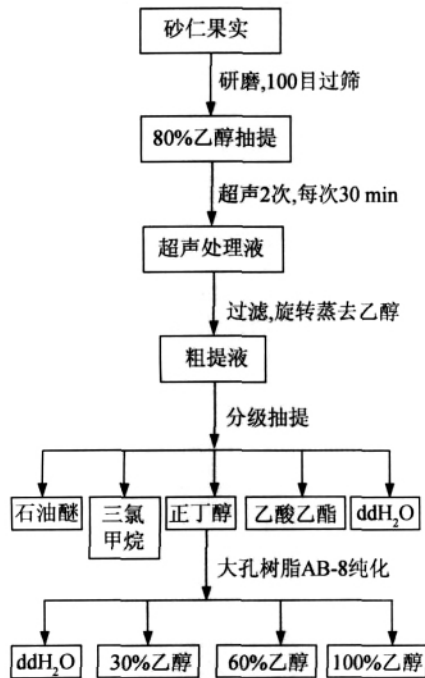 砂仁果实
研磨,100目过筛
80%乙醇抽提
超声2次,每次30 min
超声处理液
过滤,旋转蒸去乙醇
粗提液
分级抽提
石油醚
三氯
甲烷
正丁醇
乙酸乙酯
ddH₂O
大孔树脂AB-8纯化
ddH₂O
30%乙醇
60%乙醇
100%乙醇